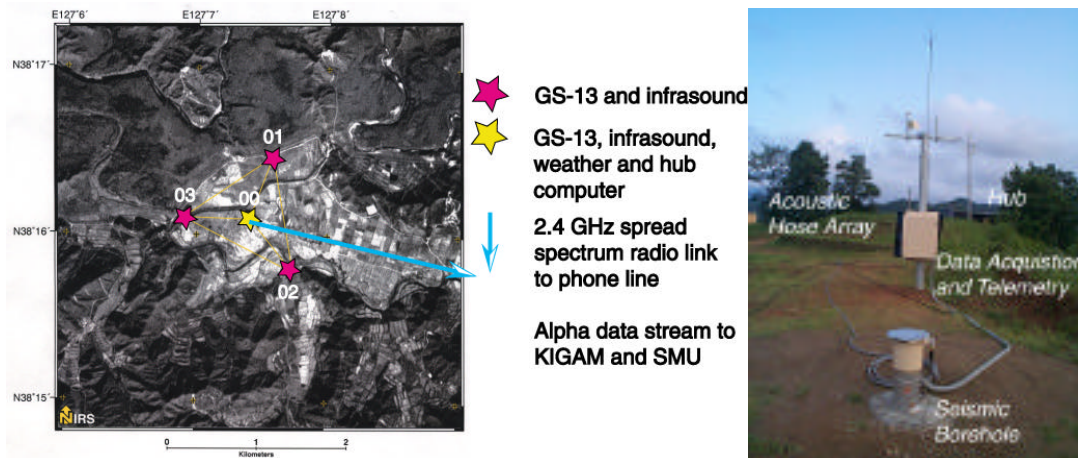 E127°6´ E127°7´ E127°8´
N38°17´
N38°16´
N38°15´
01
03
00
02
NIRS
0 1 2
Kilometers
GS-13 and infrasound
GS-13, infrasound,
weather and hub
computer
2.4 GHz spread
spectrum radio link
to phone line
Alpha data stream to
KIGAM and SMU
Acoustic
Hose Array
Hub
Data Acquistion
and Telemetry
Seismic
Borehole